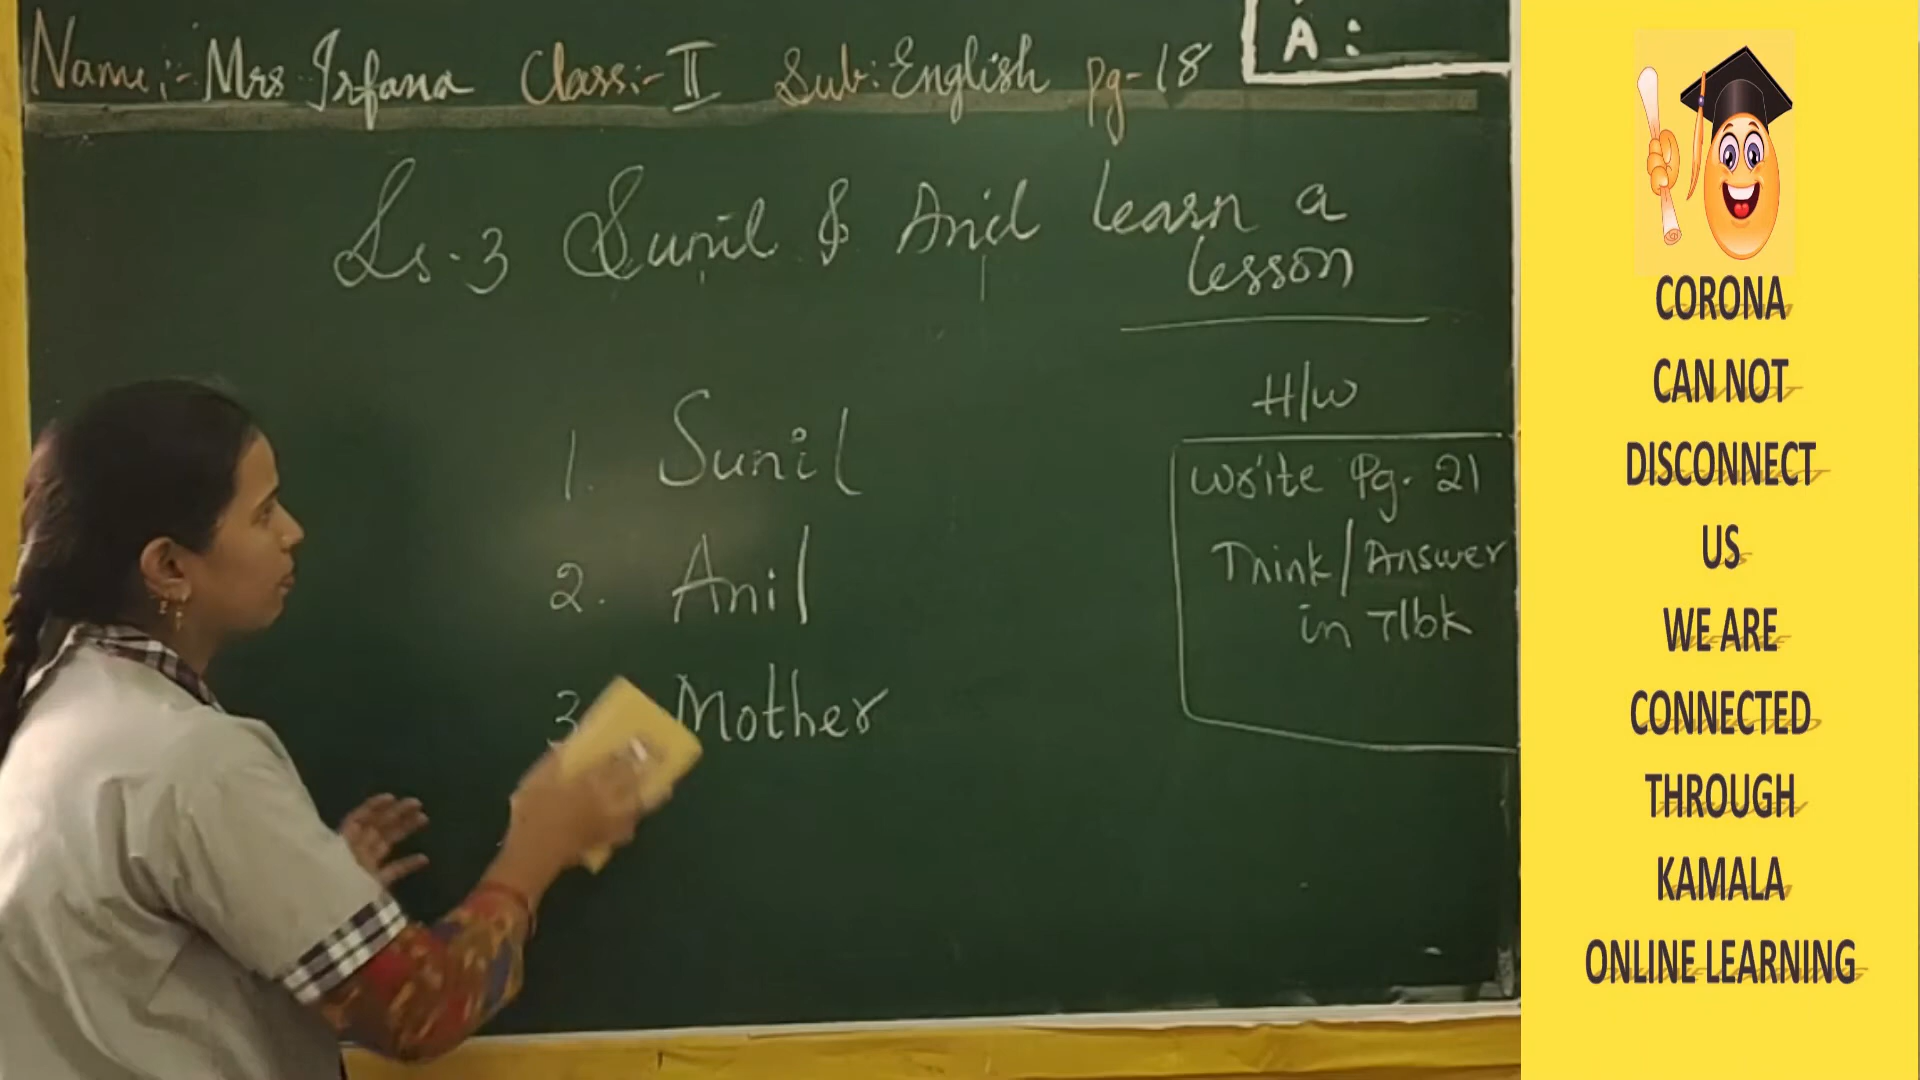 A :
Name:- Mrs Irfana Class:- II Sub: English Pg-18
Ls.3 Sunil & Anil learn a
lesson
1. Sunil
2. Anil
3 Mother
H/W
Write Pg. 21
Think/Answer
in T/bk
CORONA
CAN NOT
DISCONNECT
US
WE ARE
CONNECTED
THROUGH
KAMALA
ONLINE LEARNING